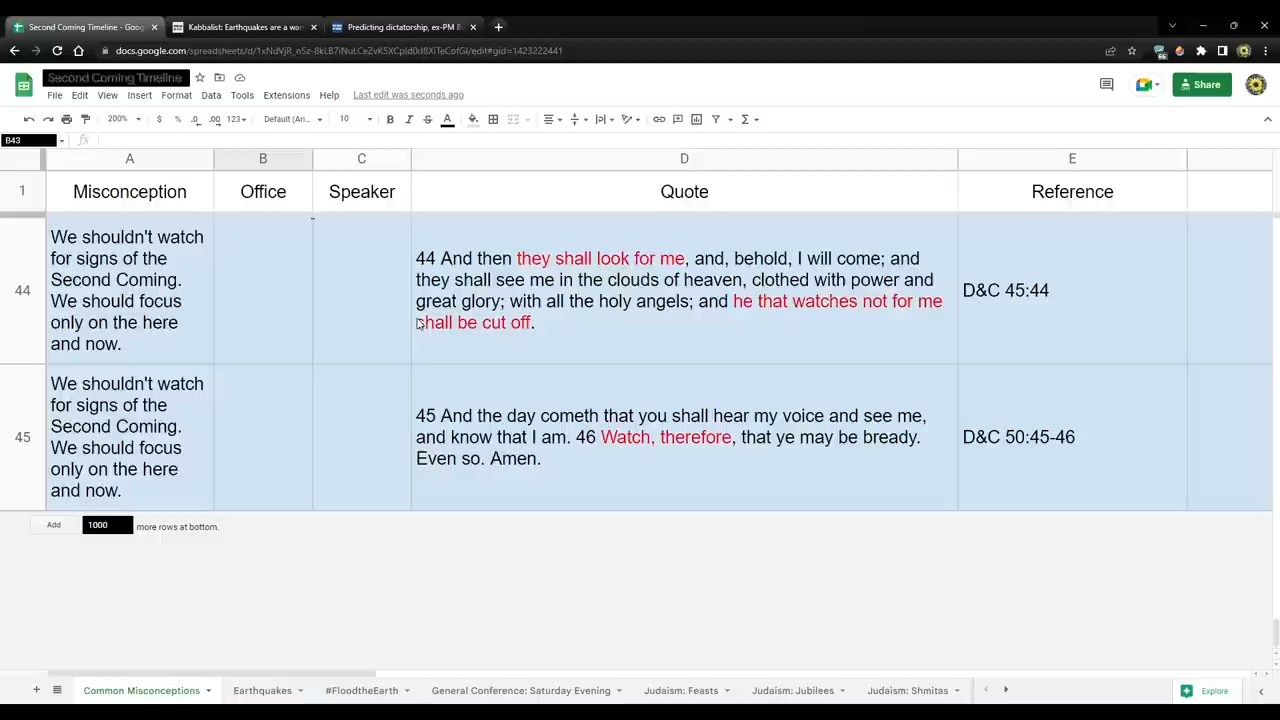 Second Coming Timeline - Goog
Kabbalist: Earthquakes are a wan
Predicting dictatorship, ex-PM B
docs.google.com/spreadsheets/d/
/edit#gid=1423222441
Second Coming Timeline
File Edit View Insert Format Data Tools Extensions Help Last edit was seconds ago
Share
200% $ % .0 .00 123 Default (Ari... 10
B43
fx
A B C D E
1 Misconception Office Speaker Quote Reference
44
We shouldn't watch
for signs of the
Second Coming.
We should focus
only on the here
and now.
44 And then they shall look for me, and, behold, I will come; and
they shall see me in the clouds of heaven, clothed with power and
great glory; with all the holy angels; and he that watches not for me
shall be cut off.
D&C 45:44
45
We shouldn't watch
for signs of the
Second Coming.
We should focus
only on the here
and now.
45 And the day cometh that you shall hear my voice and see me,
and know that I am. 46 Watch, therefore, that ye may be bready.
Even so. Amen.
D&C 50:45-46
Add 1000 more rows at bottom.
Common Misconceptions Earthquakes #FloodtheEarth General Conference: Saturday Evening Judaism: Feasts Judaism: Jubilees Judaism: Shmitas Explore